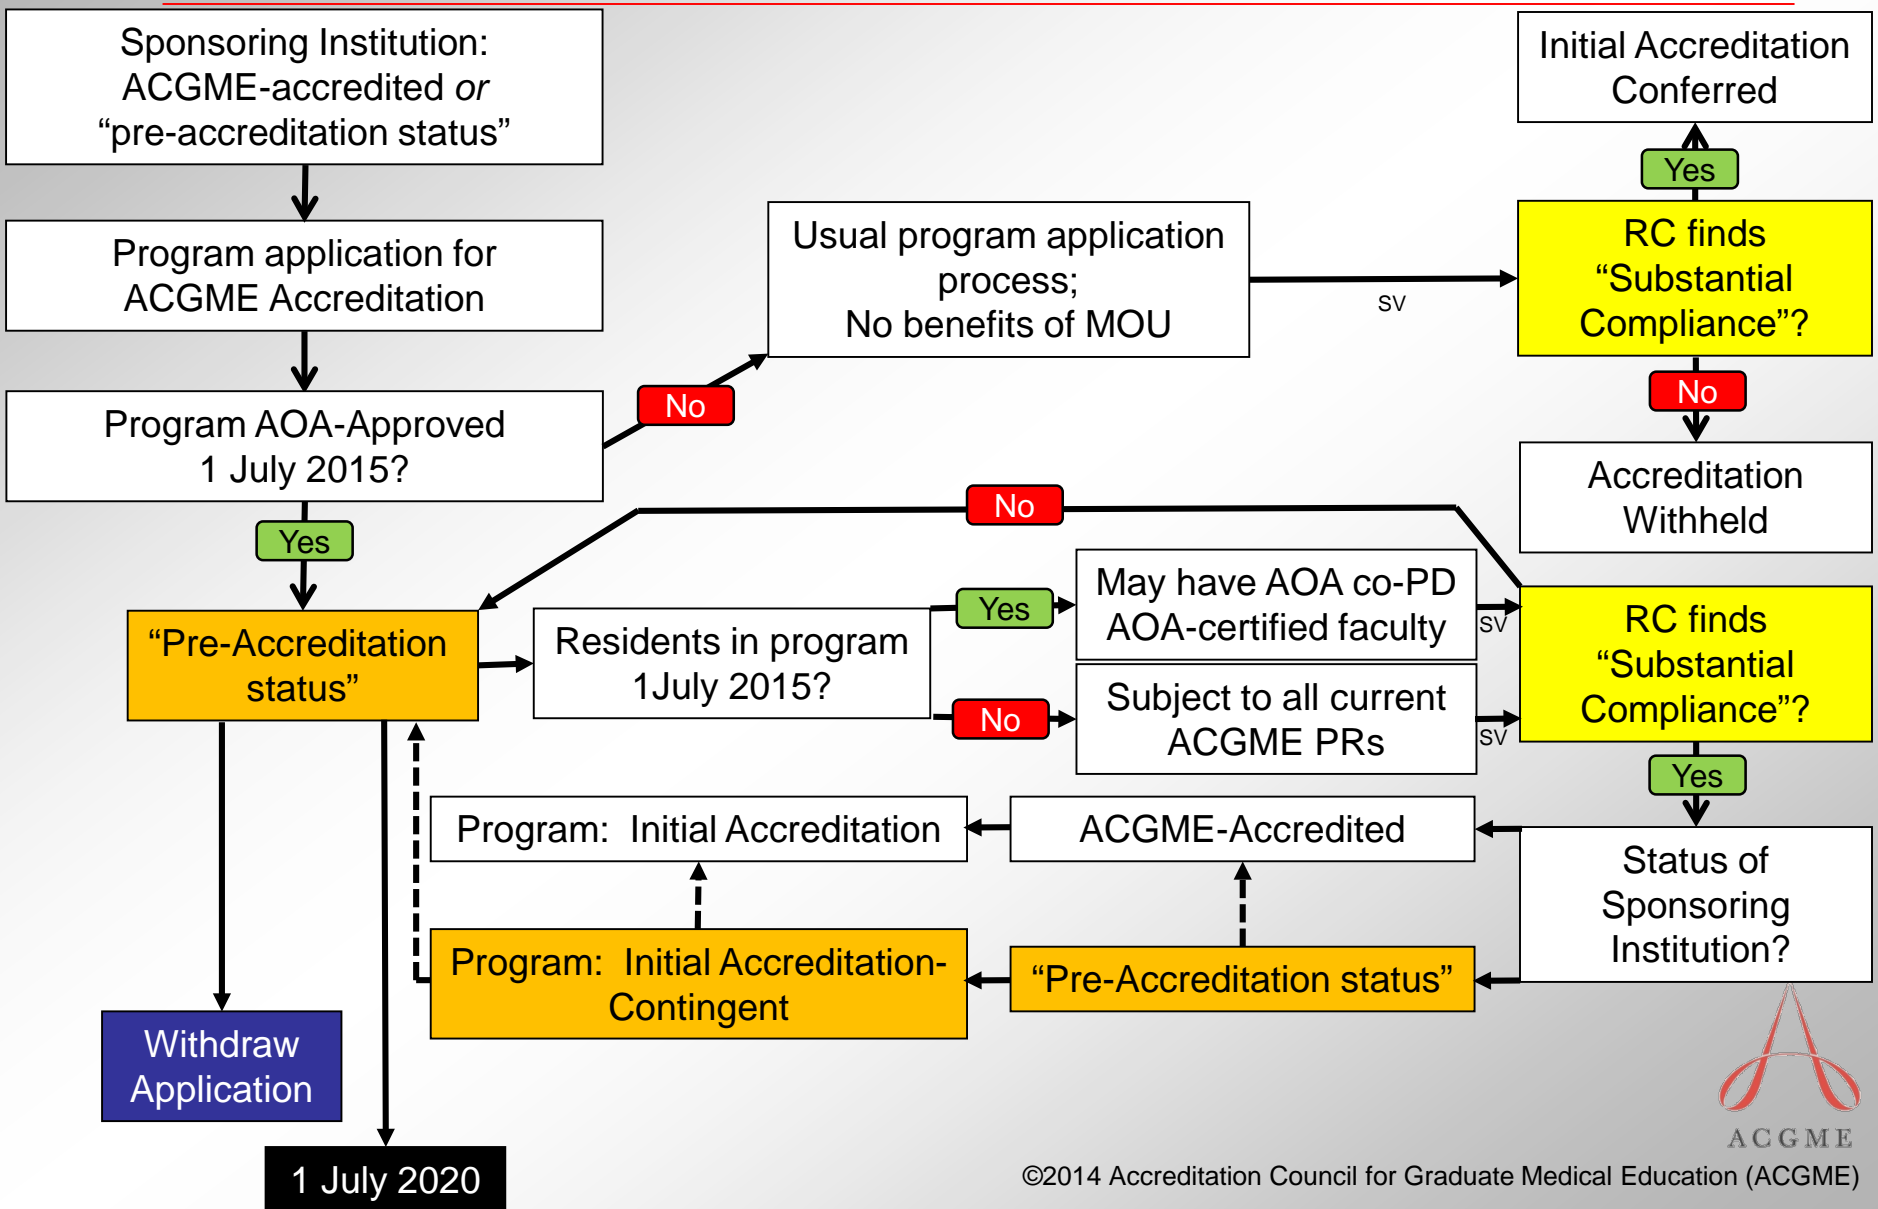 Sponsoring Institution:
ACGME-accredited or
“pre-accreditation status”
Program application for
ACGME Accreditation
Program AOA-Approved
1 July 2015?
No
Usual program application
process;
No benefits of MOU
SV
RC finds
“Substantial
Compliance”?
Yes
Initial Accreditation
Conferred
No
Accreditation
Withheld
Yes
“Pre-Accreditation
status”
No
Residents in program
1July 2015?
Yes
May have AOA co-PD
AOA-certified faculty
SV
No
Subject to all current
ACGME PRs
SV
RC finds
“Substantial
Compliance”?
Yes
Status of
Sponsoring
Institution?
ACGME-Accredited
Program:  Initial Accreditation
“Pre-Accreditation status”
Program:  Initial Accreditation-
Contingent
Withdraw
Application
1 July 2020
ACGME
©2014 Accreditation Council for Graduate Medical Education (ACGME)